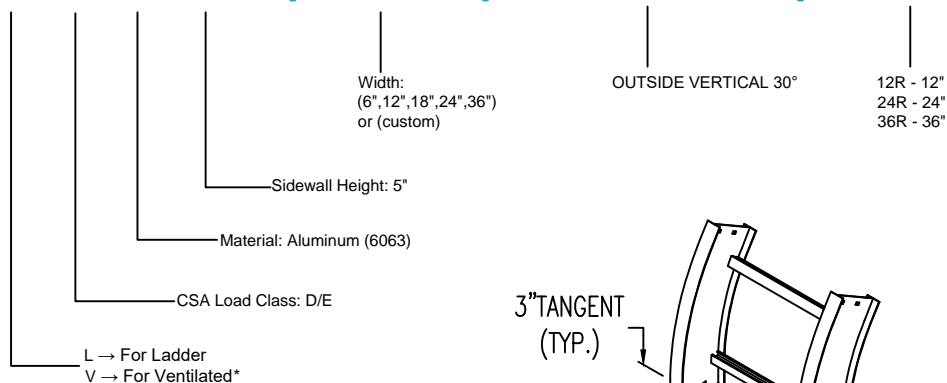 Width:
(6",12",18",24",36")
or (custom)
OUTSIDE VERTICAL 30°
12R - 12"
24R - 24"
36R - 36"
Sidewall Height: 5"
Material: Aluminum (6063)
CSA Load Class: D/E
L → For Ladder
V → For Ventilated*
3"TANGENT
(TYP.)